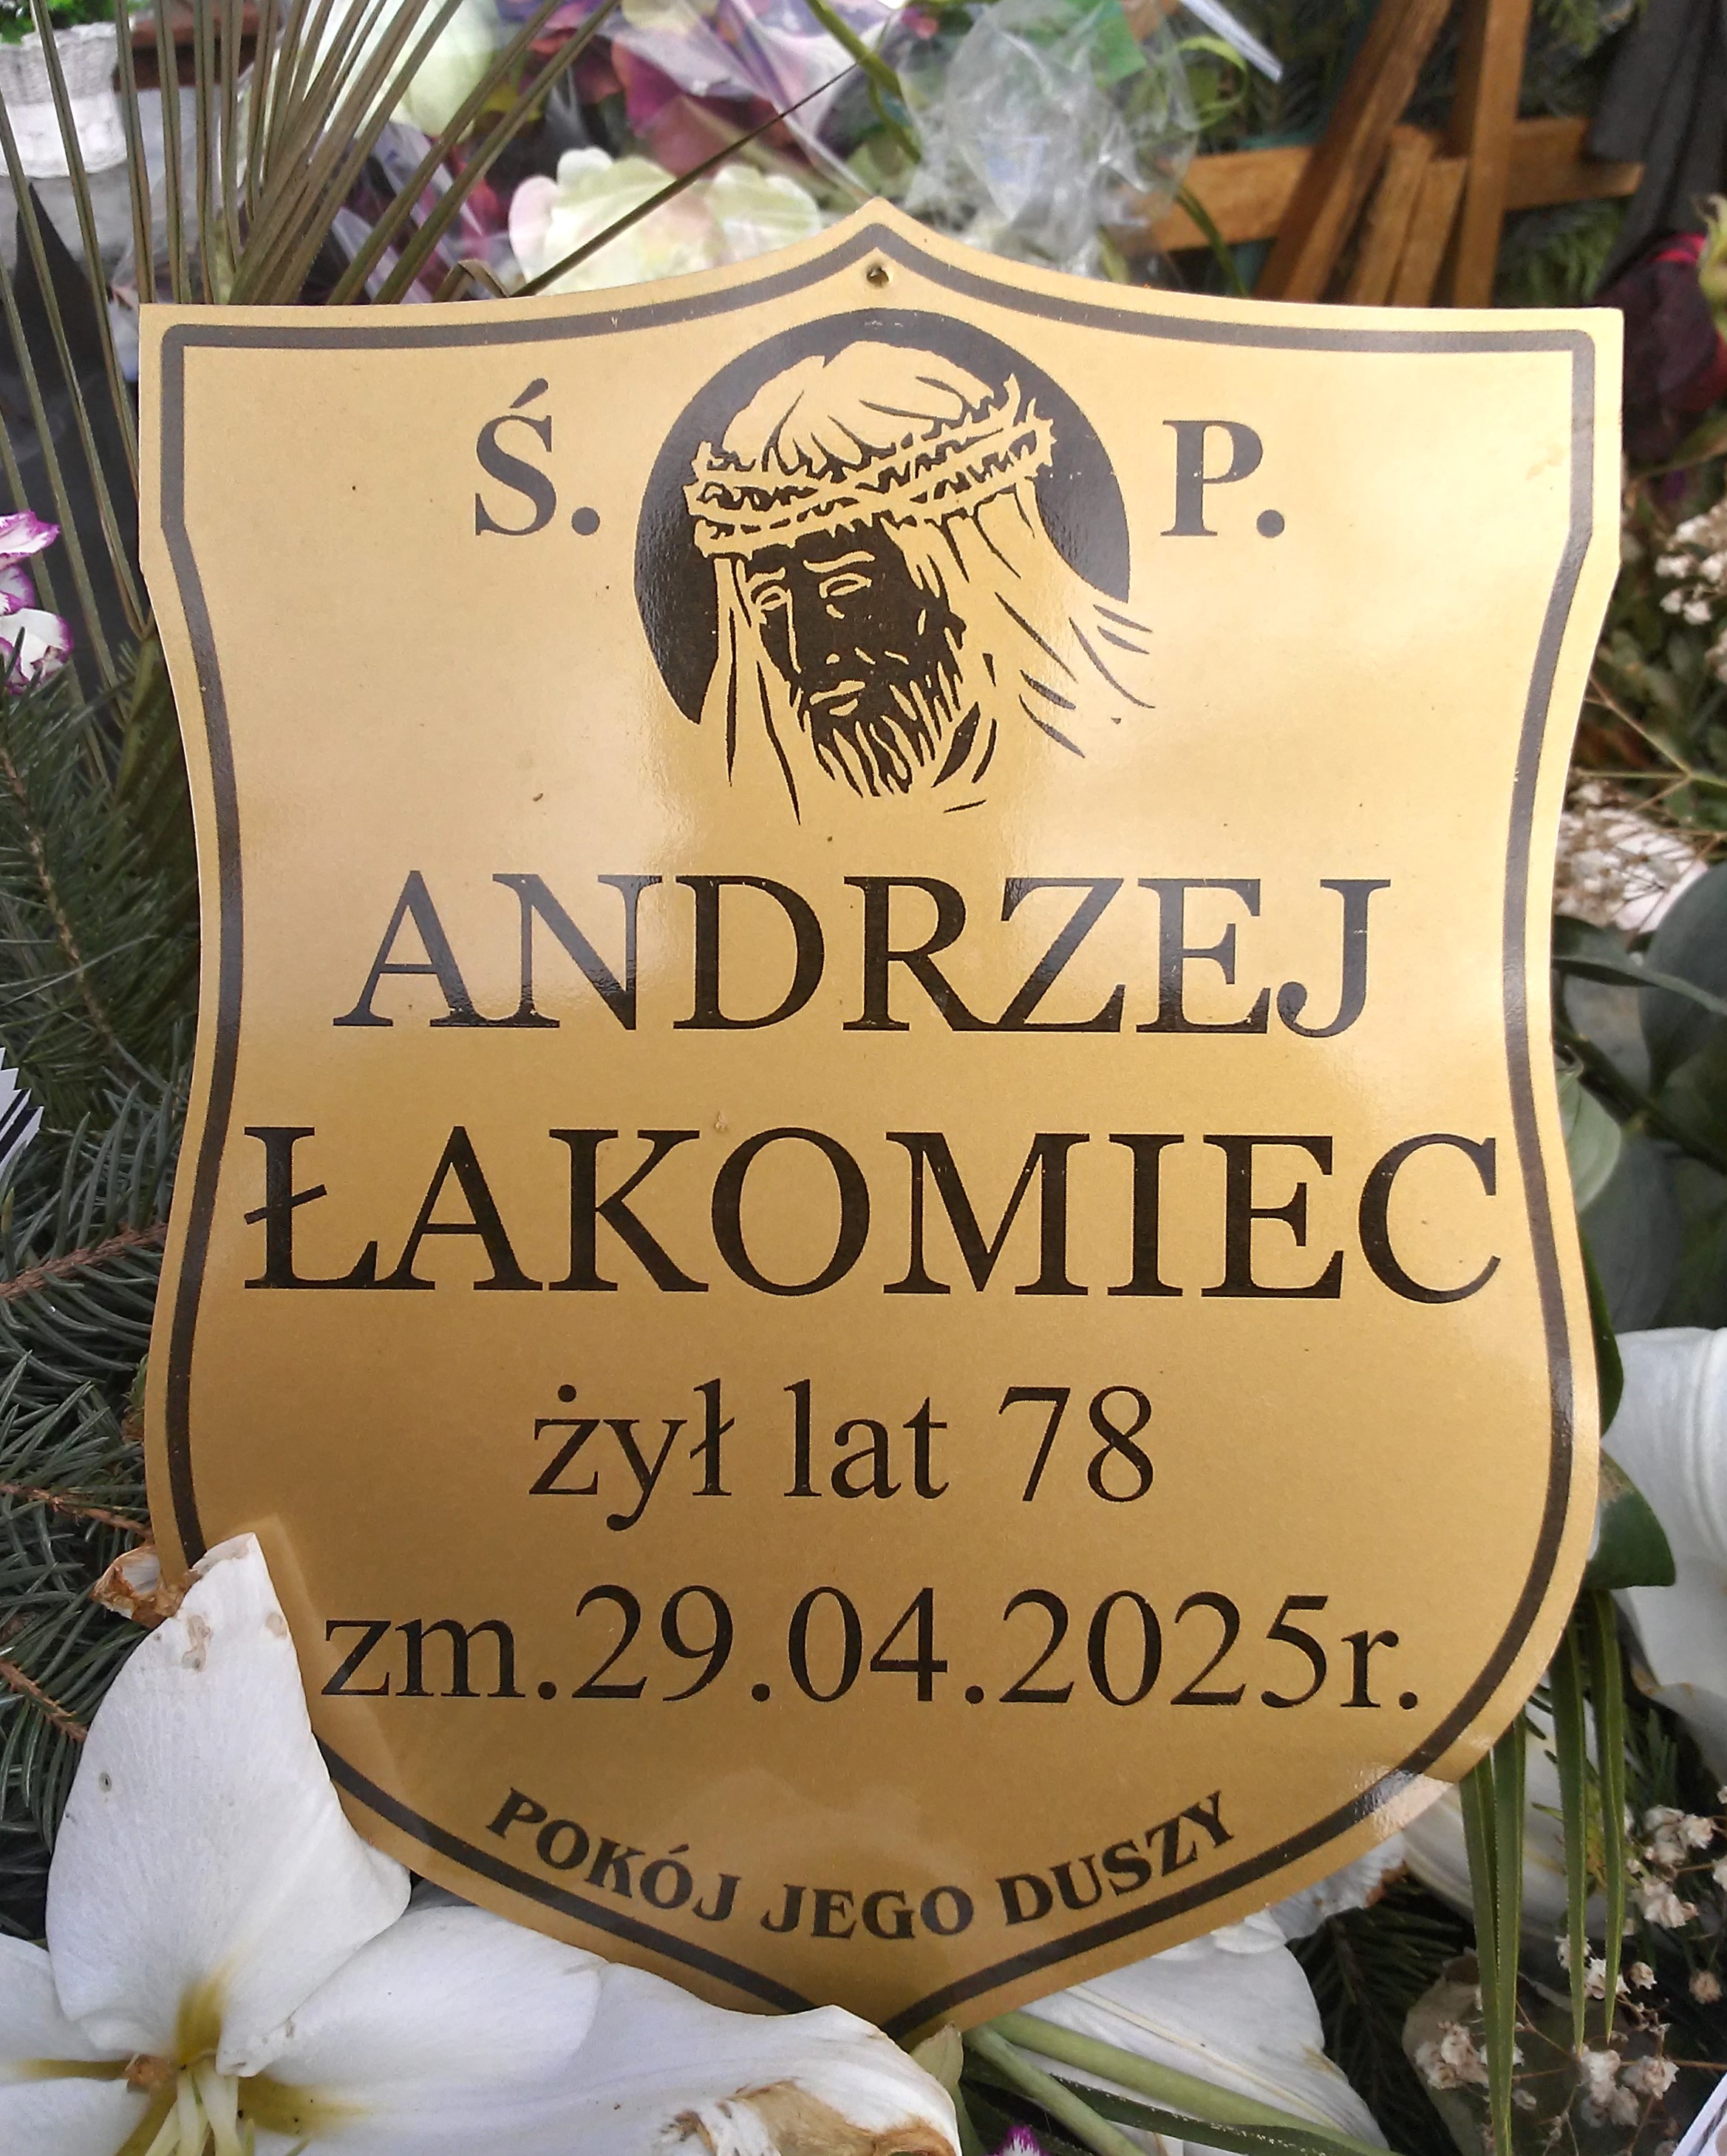 Ś. P.
ANDRZEJ
ŁAKOMIEC
żył lat 78
zm.29.04.2025r.
POKÓJ JEGO DUSZY